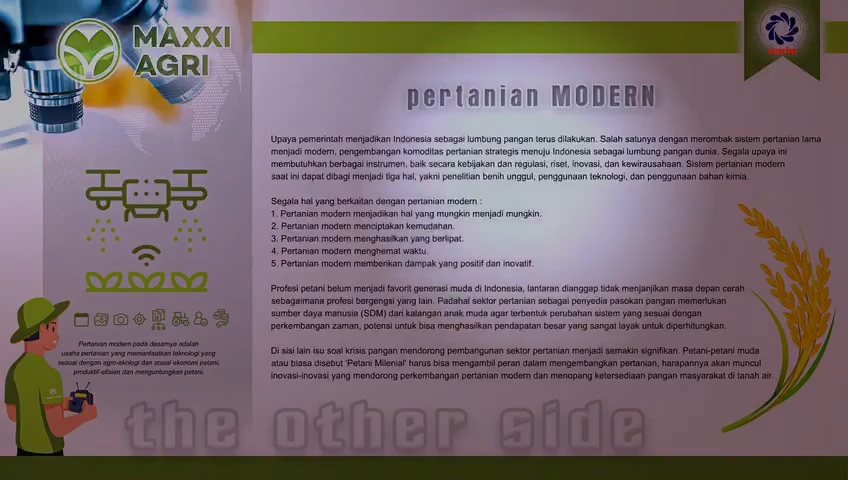 MAXXI
AGRI
pertanian MODERN
Upaya pemerintah menjadikan Indonesia sebagai lumbung pangan terus dilakukan. Salah satunya dengan merombak sistem pertanian lama
menjadi modern, pengembangan komoditas pertanian strategis menuju Indonesia sebagai lumbung pangan dunia. Segala upaya ini
membutuhkan berbagai instrumen, baik secara kebijakan dan regulasi, riset, inovasi, dan kewirausahaan. Sistem pertanian modern
saat ini dapat dibagi menjadi tiga hal, yakni penelitian benih unggul, penggunaan teknologi, dan penggunaan bahan kimia.
Segala hal yang berkaitan dengan pertanian modern :
1. Pertanian modern menjadikan hal yang mungkin menjadi mungkin.
2. Pertanian modern menciptakan kemudahan.
3. Pertanian modern menghasilkan yang berlipat.
4. Pertanian modern menghemat waktu.
5. Pertanian modern memberikan dampak yang positif dan inovatif.
Profesi petani belum menjadi favorit generasi muda di Indonesia, lantaran dianggap tidak menjanjikan masa depan cerah
sebagaimana profesi bergengsi yang lain. Padahal sektor pertanian sebagai penyedia pasokan pangan memerlukan
sumber daya manusia (SDM) dari kalangan anak muda agar terbentuk perubahan sistem yang sesuai dengan
perkembangan zaman, potensi untuk bisa menghasilkan pendapatan besar yang sangat layak untuk diperhitungkan.
Di sisi lain isu soal krisis pangan mendorong pembangunan sektor pertanian menjadi semakin signifikan. Petani-petani muda
atau biasa disebut 'Petani Milenial' harus bisa mengambil peran dalam mengembangkan pertanian, harapannya akan muncul
inovasi-inovasi yang mendorong perkembangan pertanian modern dan menopang ketersediaan pangan masyarakat di tanah air.
Pertanian modern pada dasarnya adalah
usaha pertanian yang memanfaatkan teknologi yang
sesuai dengan agro-ekologi dan sosial ekonomi petani,
produktif-efisien dan menguntungkan petani.
the other side